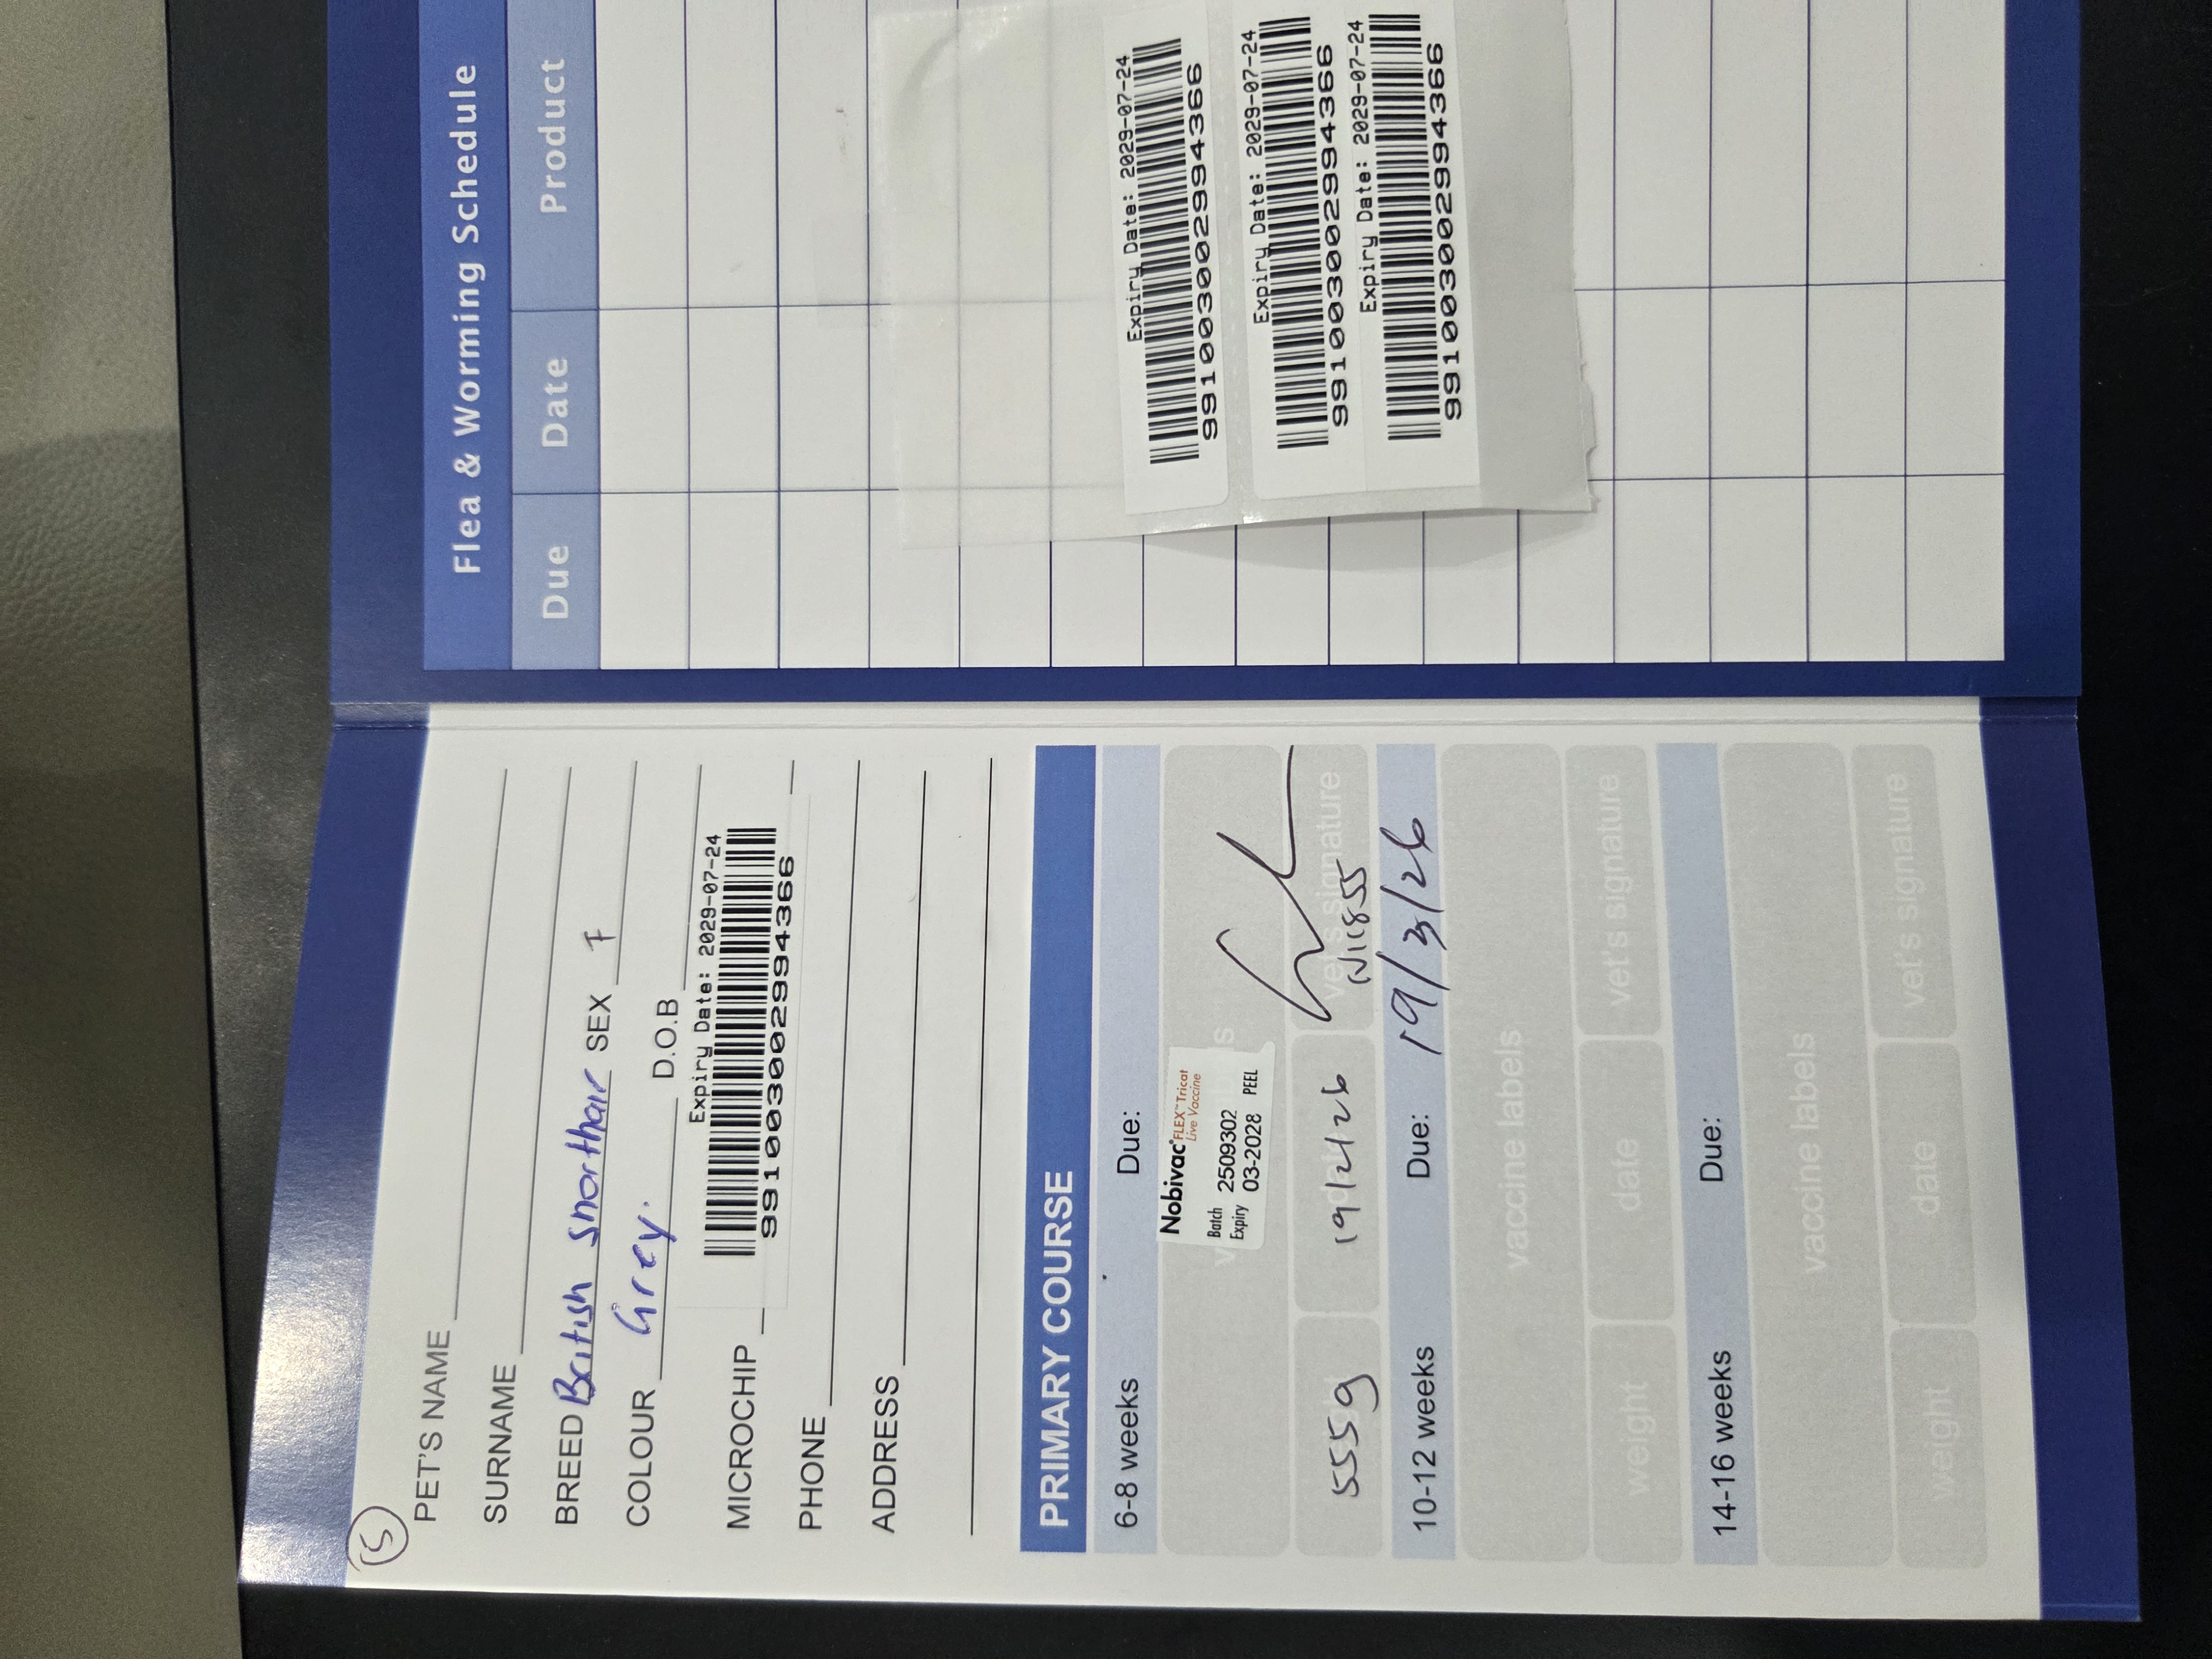 5
PET'S NAME
SURNAME
BREED British Shorthair SEX F
COLOUR Grey. D.O.B
Expiry Date: 2029-07-24
MICROCHIP 991003002994366
PHONE
ADDRESS
PRIMARY COURSE
6-8 weeks Due:
Nobivac® FLEX™ Tricat
Live Vaccine
Batch 2509302
Expiry 03-2028 PEEL
555g 19/2/26 vet's signature
N11855
10-12 weeks Due: 19/3/26
vaccine labels
weight date vet's signature
14-16 weeks Due:
vaccine labels
weight date vet's signature
Flea & Worming Schedule
Due Date Product
Expiry Date: 2029-07-24
991003002994366
Expiry Date: 2029-07-24
991003002994366
Expiry Date: 2029-07-24
991003002994366